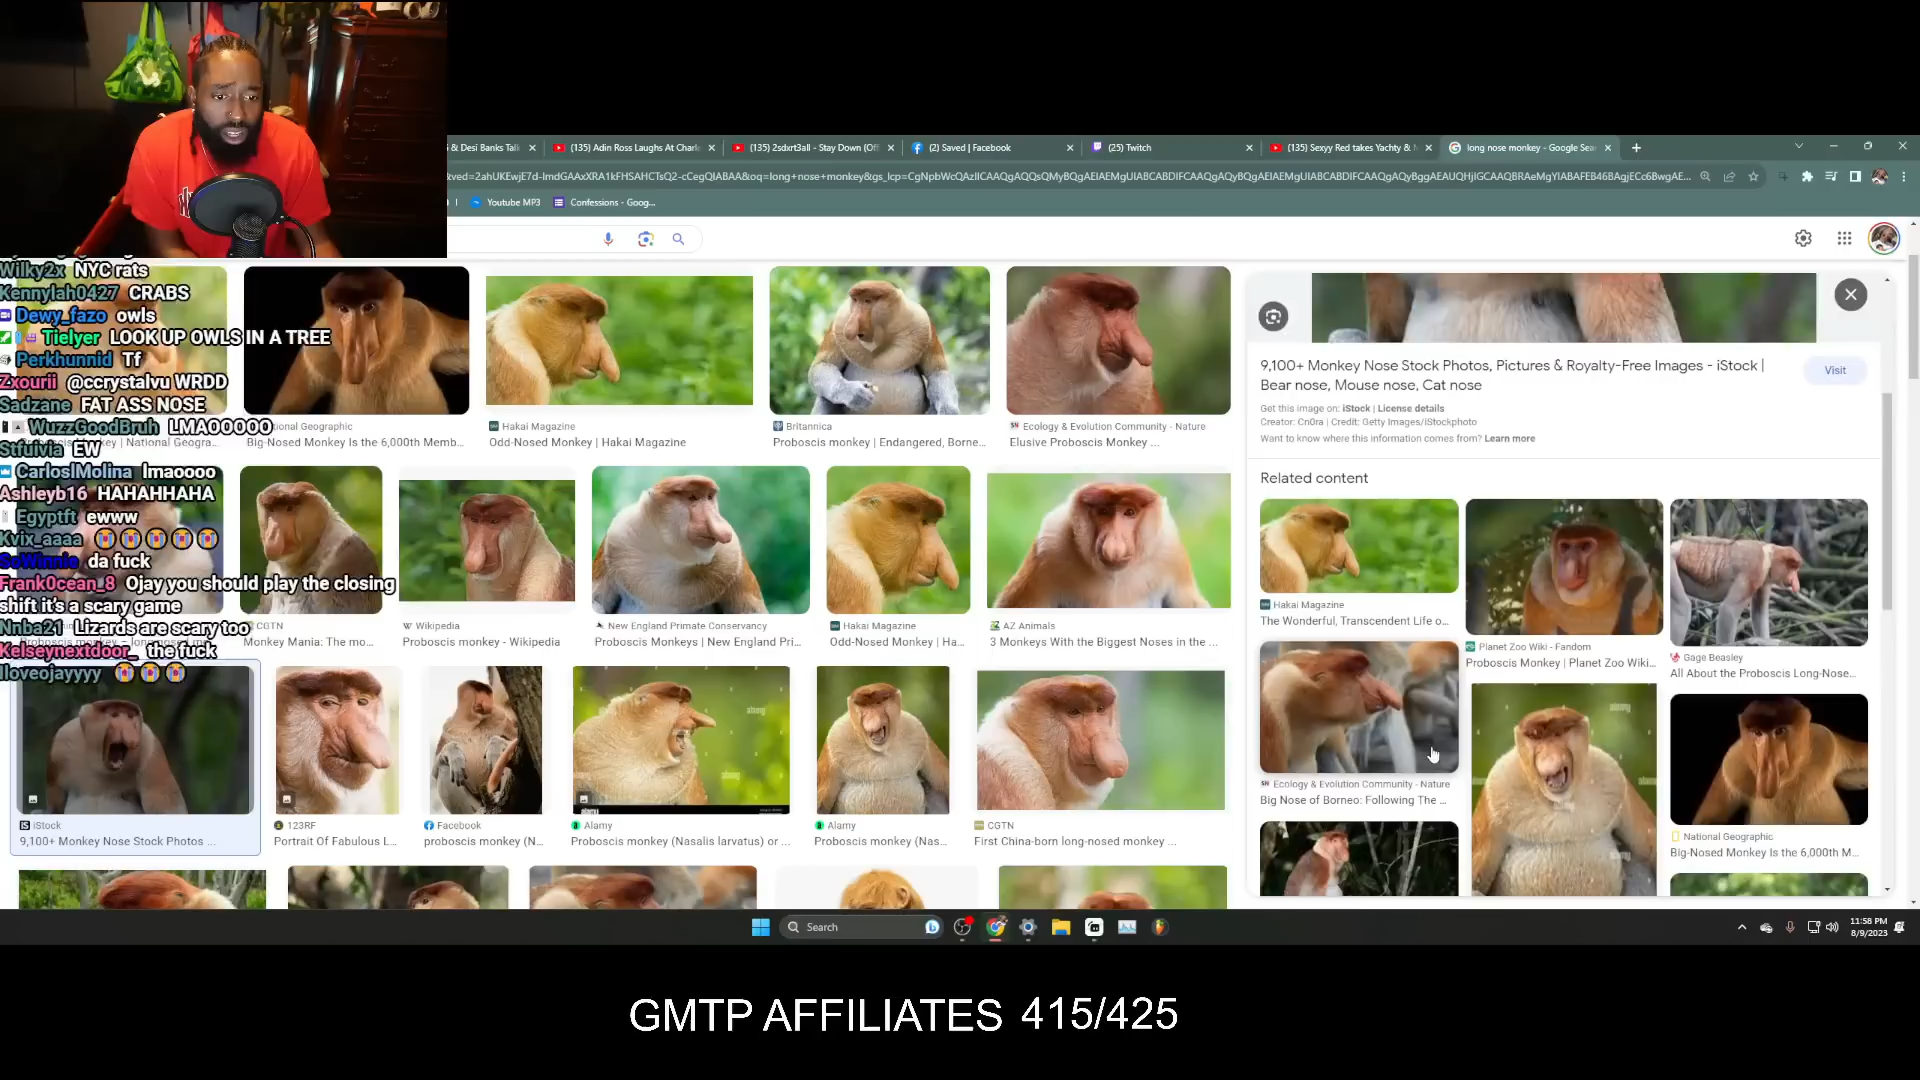 & Desi Banks Talk
(135) Adin Ross Laughs At Charle
(135) 2sdxrt3all - Stay Down (Off
(2) Saved | Facebook
(25) Twitch
(135) Sexyy Red takes Yachty &
long nose monkey - Google Sea
Youtube MP3
Confessions - Goog...
Wilky2x NYC rats
Kennylah0427 CRABS
Dewy_fazo owls
Tielyer LOOK UP OWLS IN A TREE
Perkhunnid Tf
Zxourii @ccrystalvu WRDD
Sadzane FAT ASS NOSE
WuzzGoodBruh LMAOOOOO
Stfuivia EW
CarlosIMolina lmaoooo
Ashleyb16 HAHAHHAHA
Egyptft ewww
Kvix_aaaa 😭😭😭😭😭
SoWinnie da fuck
Frank0cean_8 Ojay you should play the closing
shift it's a scary game
Nnba21 Lizards are scary too
Kelseynextdoor_ the fuck
Iloveojayyyy 😭😭😭
National Geographic
Big-Nosed Monkey Is the 6,000th Memb...
Hakai Magazine
Odd-Nosed Monkey | Hakai Magazine
Britannica
Proboscis monkey | Endangered, Borne...
Ecology & Evolution Community - Nature
Elusive Proboscis Monkey ...
CGTN
Monkey Mania: The mo...
Wikipedia
Proboscis monkey - Wikipedia
New England Primate Conservancy
Proboscis Monkeys | New England Pri...
Hakai Magazine
Odd-Nosed Monkey | Ha...
AZ Animals
3 Monkeys With the Biggest Noses in the ...
iStock
9,100+ Monkey Nose Stock Photos ...
123RF
Portrait Of Fabulous L...
Facebook
proboscis monkey (N...
Alamy
Proboscis monkey (Nasalis larvatus) or ...
Alamy
Proboscis monkey (Nas...
CGTN
First China-born long-nosed monkey ...
9,100+ Monkey Nose Stock Photos, Pictures & Royalty-Free Images - iStock |
Bear nose, Mouse nose, Cat nose
Visit
Get this image on: iStock | License details
Creator: Cn0ra | Credit: Getty Images/iStockphoto
Want to know where this information comes from? Learn more
Related content
Hakai Magazine
The Wonderful, Transcendent Life o...
Planet Zoo Wiki - Fandom
Proboscis Monkey | Planet Zoo Wiki...
Gage Beasley
All About the Proboscis Long-Nose...
Ecology & Evolution Community - Nature
Big Nose of Borneo: Following The ...
National Geographic
Big-Nosed Monkey Is the 6,000th M...
Search
11:58 PM
8/9/2023
GMTP AFFILIATES 415/425